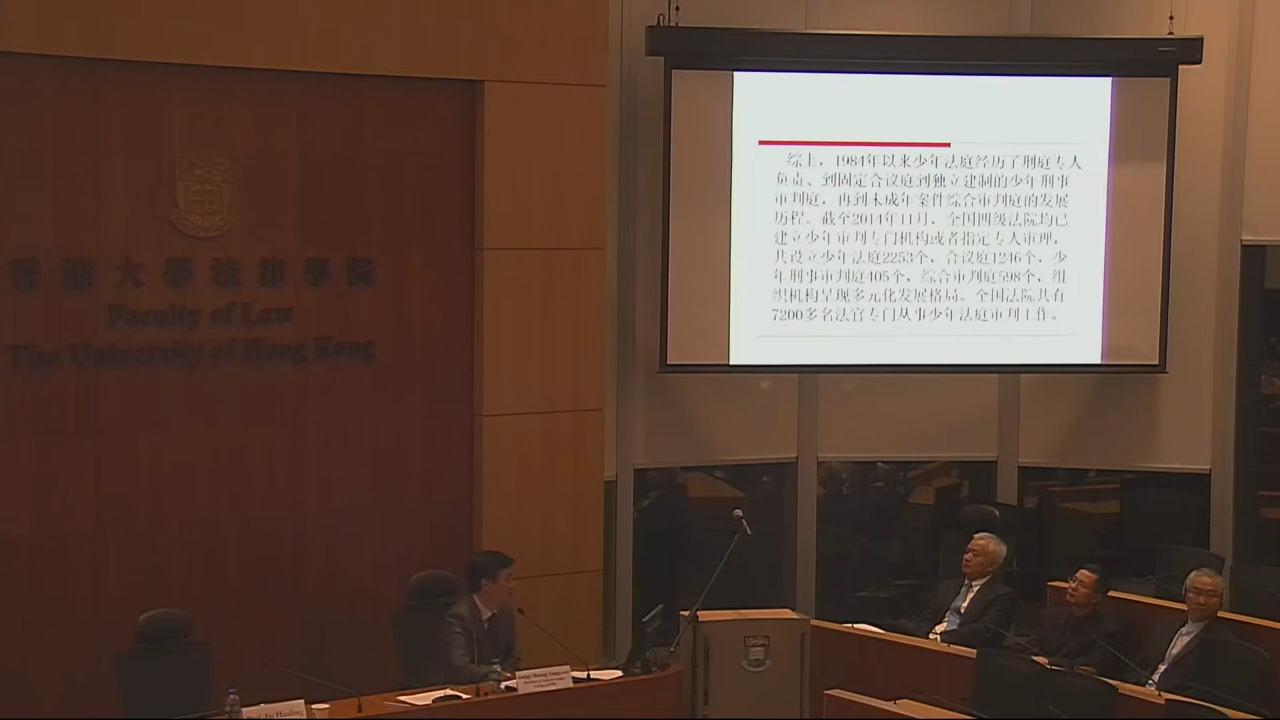 综上，1984年以来少年法庭经历了刑庭专人
负责、到固定合议庭到独立建制的少年刑事
审判庭，再到未成年案件综合审判庭的发展
历程。截至2014年11月，全国四级法院均已
建立少年审判专门机构或者指定专人审理，
共设立少年法庭2253个，合议庭1246个，少
年刑事审判庭405个，综合审判庭598个，组
织机构呈现多元化发展格局。全国法院共有
7200多名法官专门从事少年法庭审判工作。
香港大學法律學院
Faculty of Law
The University of Hong Kong